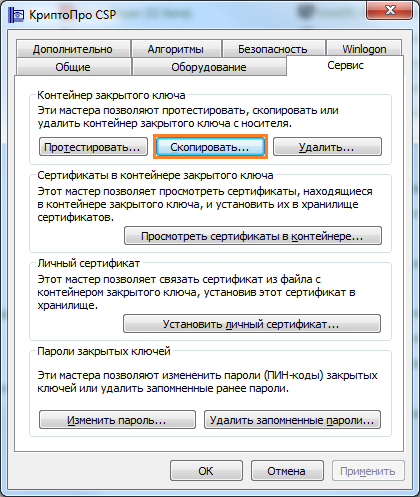 КриптоПро CSP
Дополнительно Алгоритмы Безопасность Winlogon
Общие Оборудование Сервис
Контейнер закрытого ключа
Эти мастера позволяют протестировать, скопировать или
удалить контейнер закрытого ключа с носителя.
Протестировать... Скопировать... Удалить...
Сертификаты в контейнере закрытого ключа
Этот мастер позволяет просмотреть сертификаты, находящиеся
в контейнере закрытого ключа, и установить их в хранилище
сертификатов.
Просмотреть сертификаты в контейнере...
Личный сертификат
Этот мастер позволяет связать сертификат из файла с
контейнером закрытого ключа, установив этот сертификат в
хранилище.
Установить личный сертификат...
Пароли закрытых ключей
Эти мастера позволяют измененить пароли (ПИН-коды) закрытых
ключей или удалить запомненные ранее пароли.
Изменить пароль... Удалить запомненные пароли...
ОК Отмена Применить